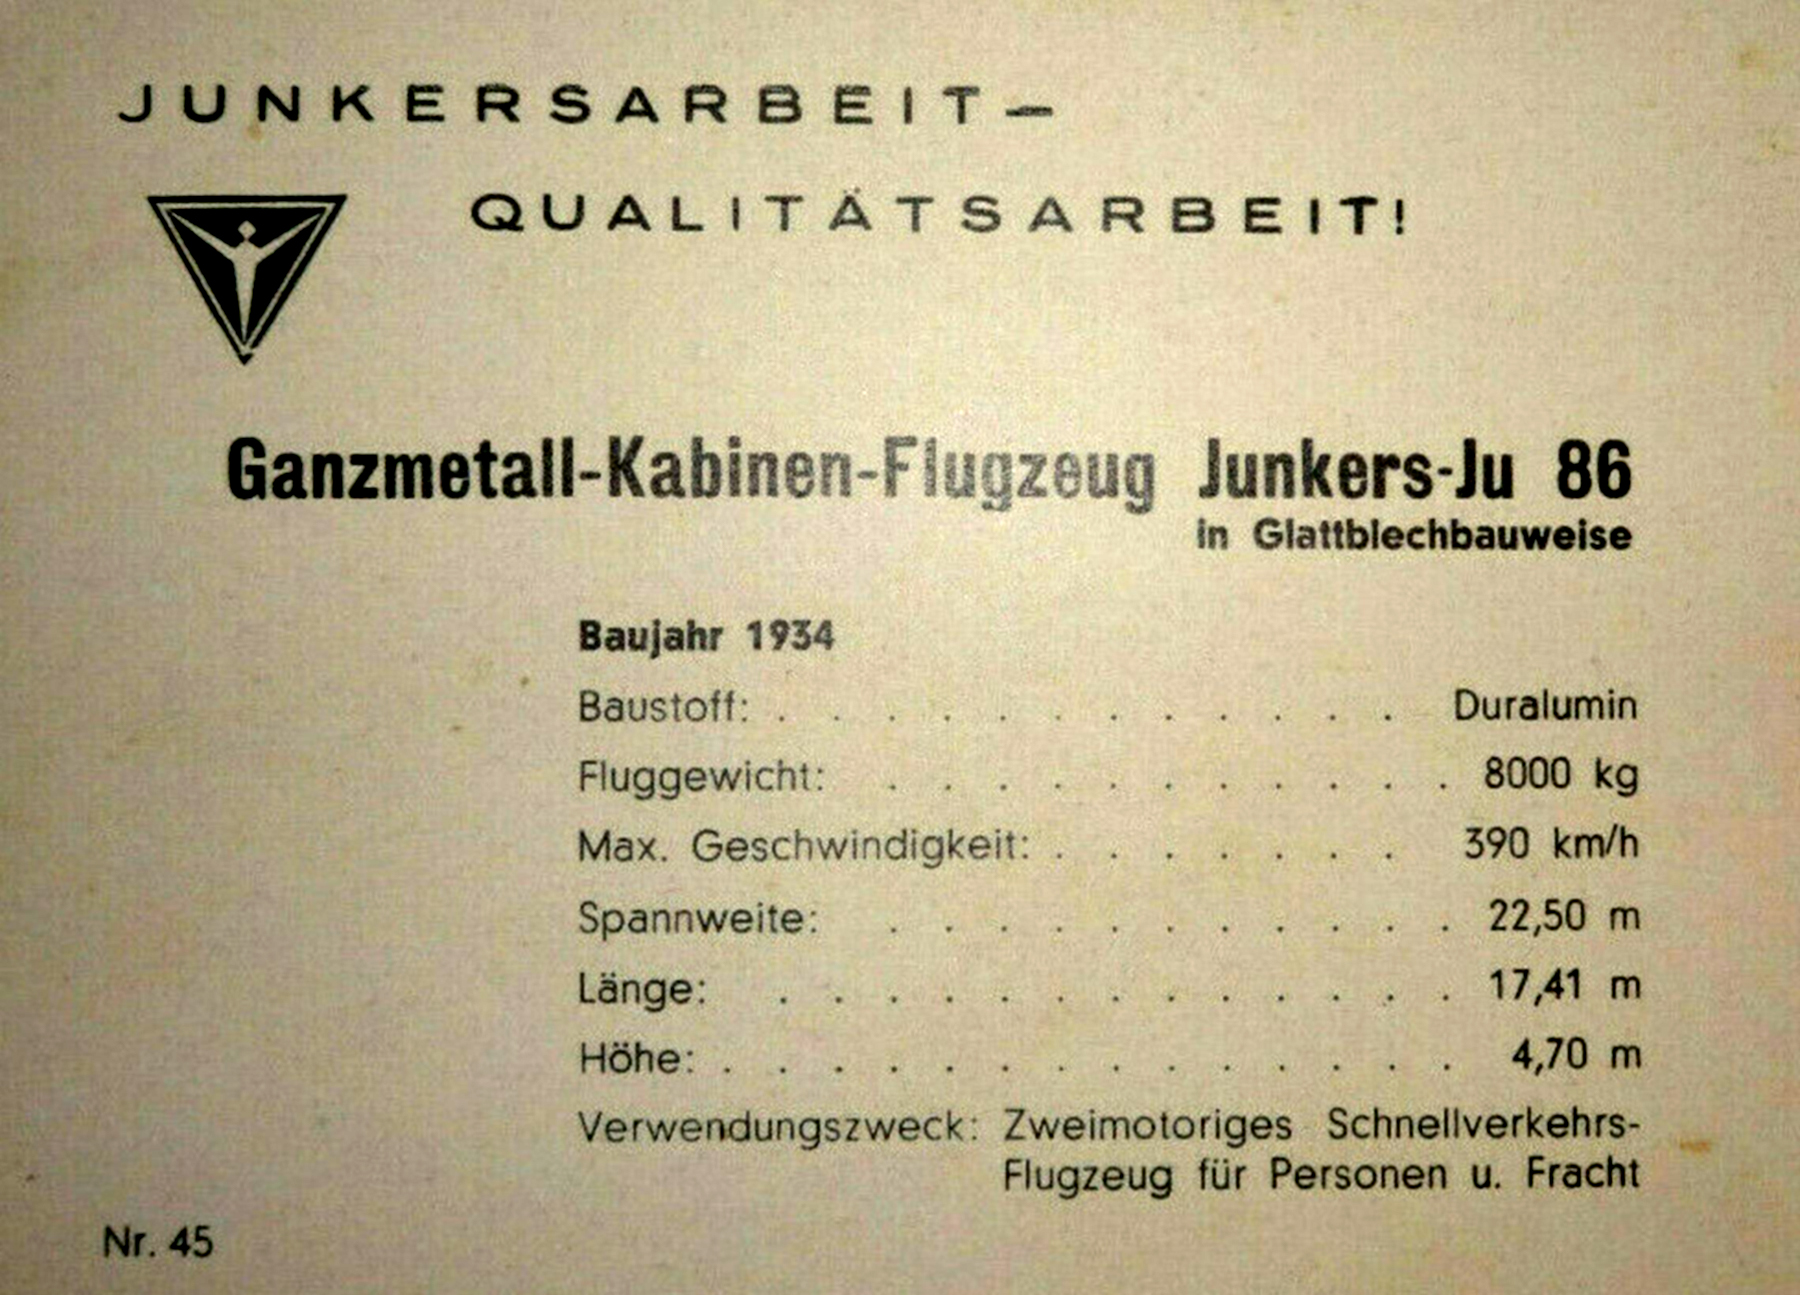 JUNKERSARBEIT—
QUALITÄTSARBEIT!
Ganzmetall-Kabinen-Flugzeug Junkers-Ju 86
in Glattblechbauweise
Baujahr 1934
Baustoff: . . . . . . . . . . . . Duralumin
Fluggewicht: . . . . . . . . . . . 8000 kg
Max. Geschwindigkeit: . . . . . . . 390 km/h
Spannweite: . . . . . . . . . . . 22,50 m
Länge: . . . . . . . . . . . . . 17,41 m
Höhe: . . . . . . . . . . . . . . 4,70 m
Verwendungszweck: Zweimotoriges Schnellverkehrs-
Flugzeug für Personen u. Fracht
Nr. 45